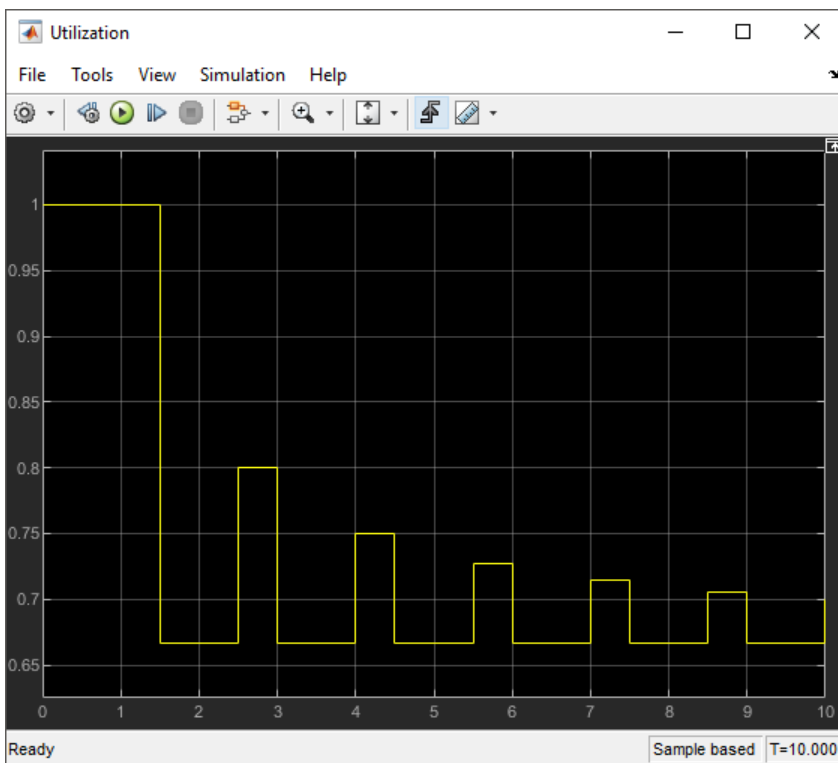 Utilization
File Tools View Simulation Help
1
0.95
0.9
0.85
0.8
0.75
0.7
0.65
0 1 2 3 4 5 6 7 8 9 10
Ready Sample based T=10.000